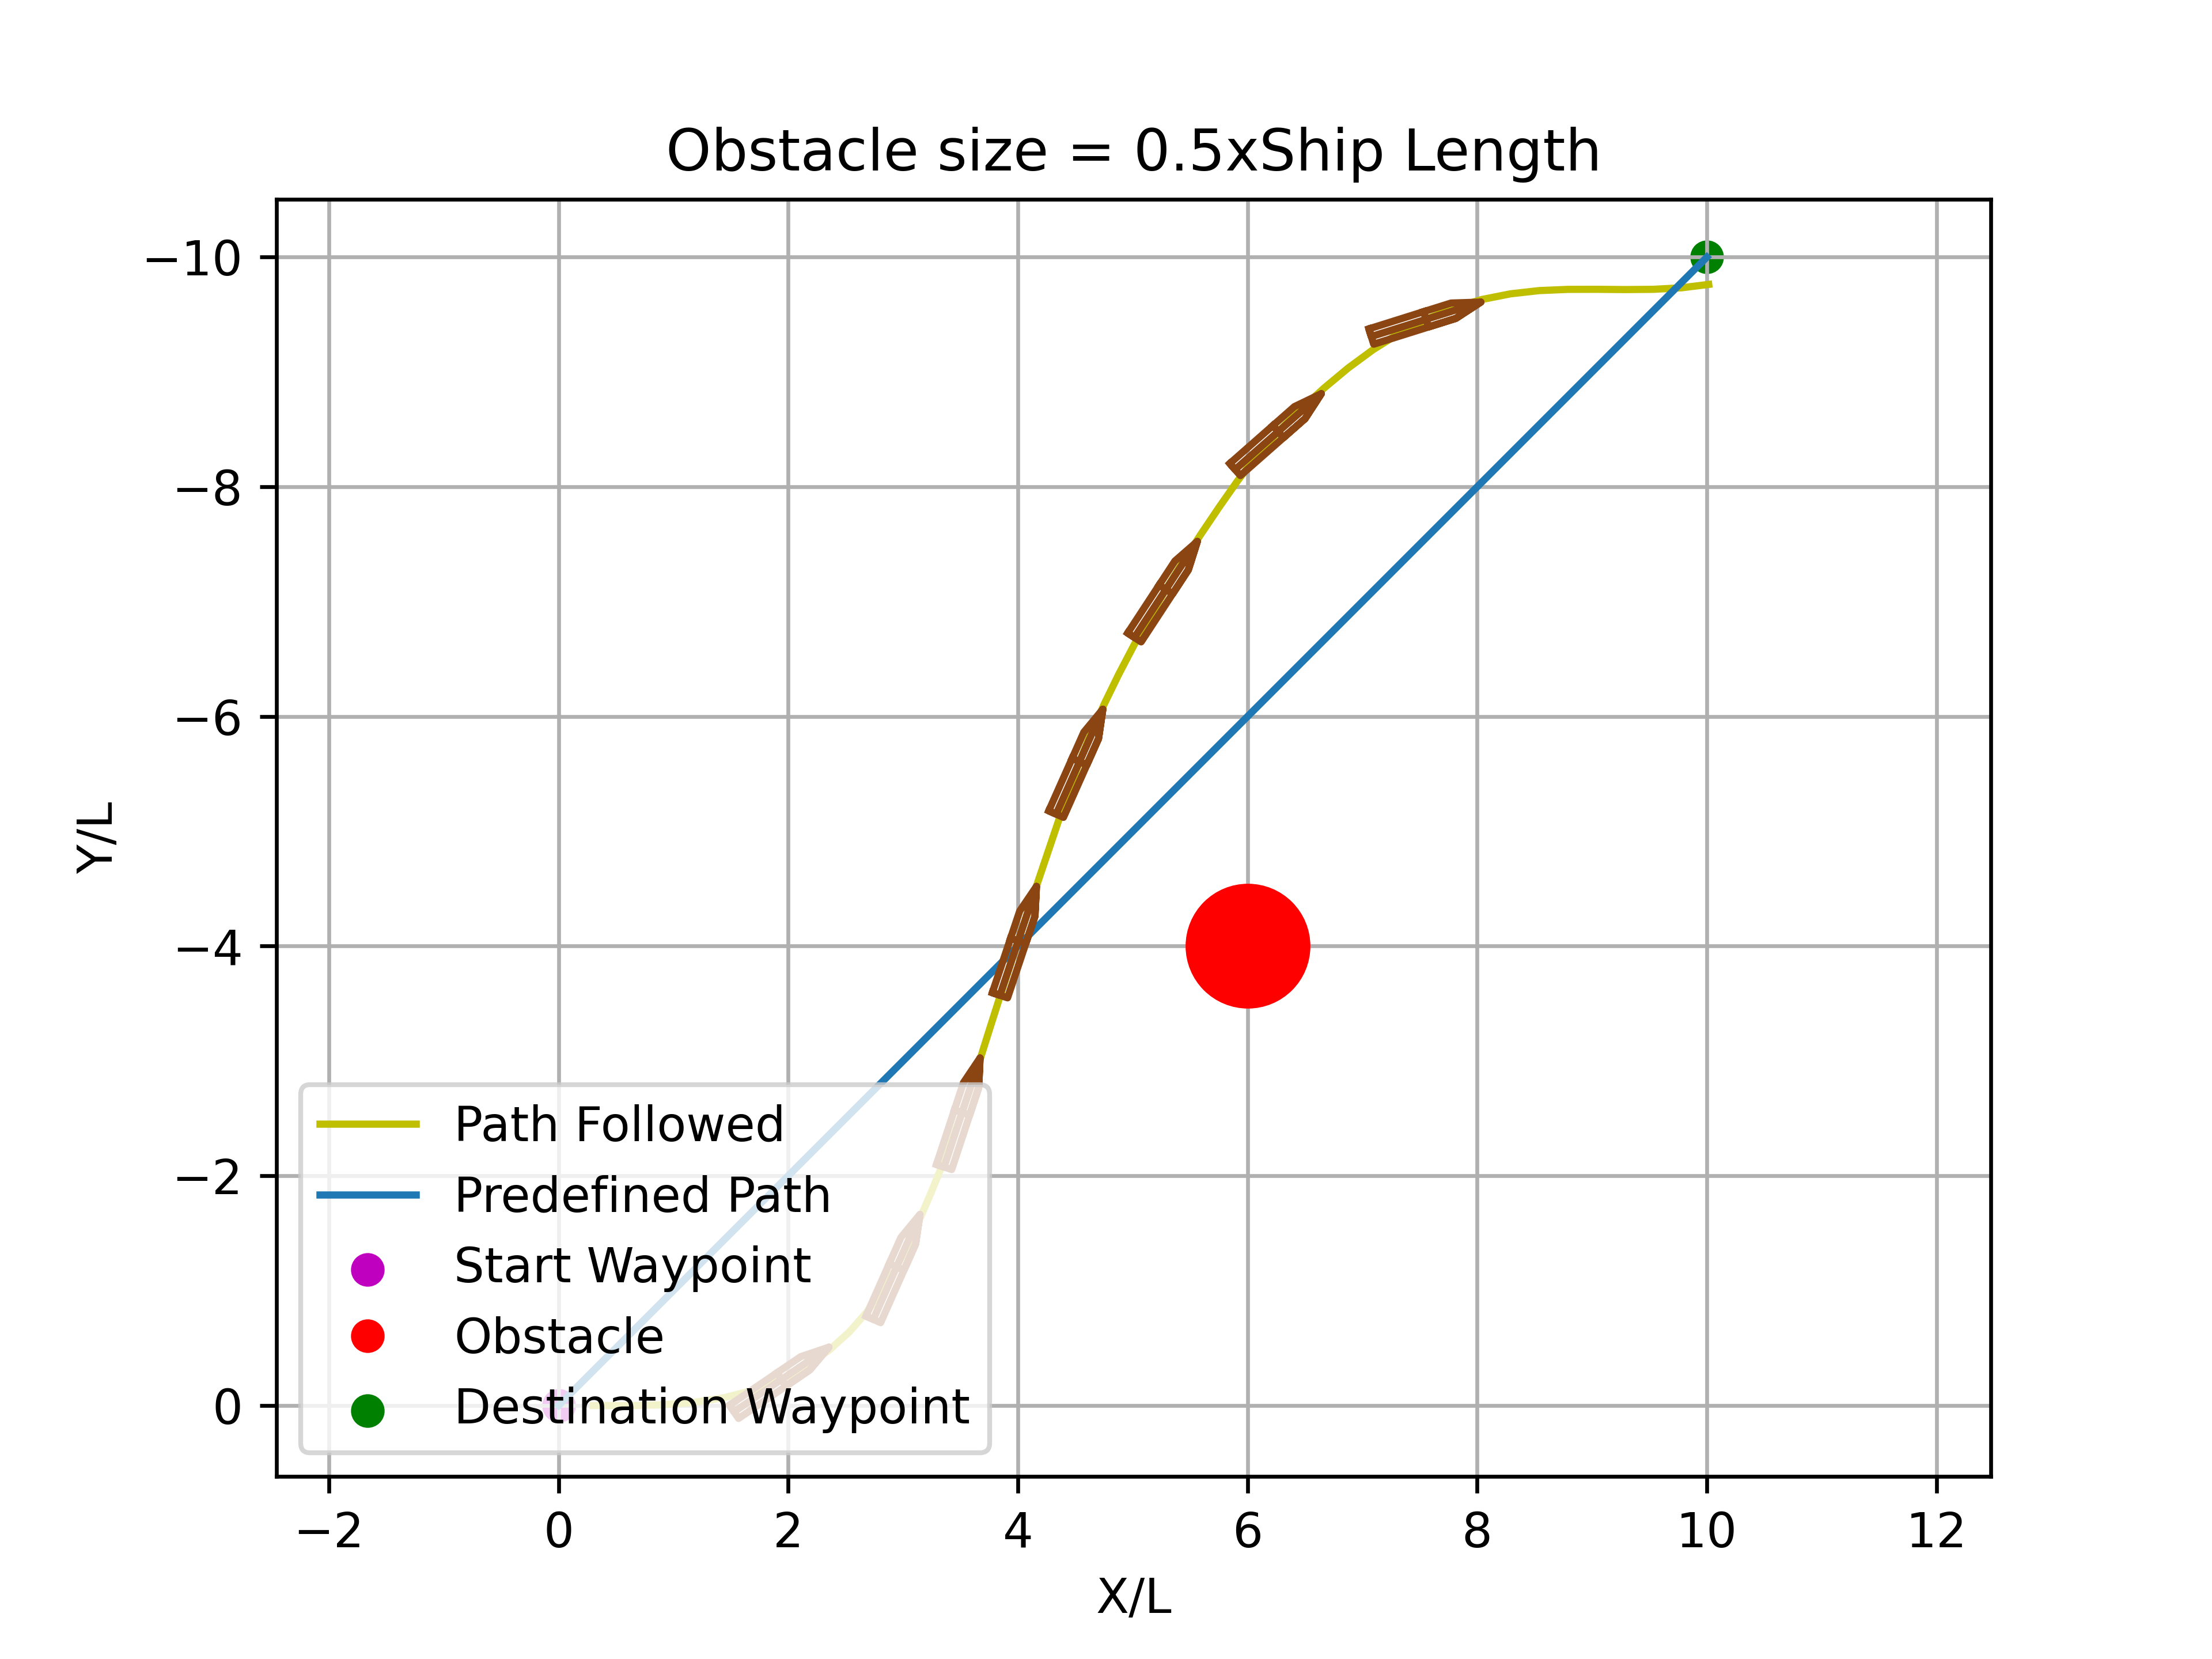 Obstacle size = 0.5xShip Length
−10
−8
−6
−4
−2
0
Y/L
Path Followed
Predefined Path
Start Waypoint
Obstacle
Destination Waypoint
−2 0 2 4 6 8 10 12
X/L